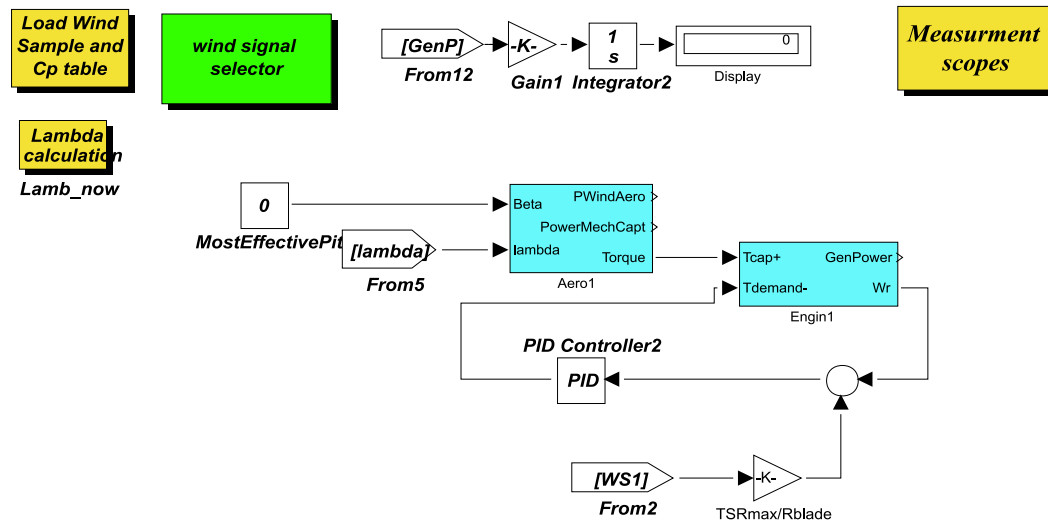 Load Wind
Sample and
Cp table
wind signal
selector
[GenP]
From12
-K-
Gain1
1
s
Integrator2
0
Display
Measurment
scopes
Lambda
calculation
Lamb_now
0
MostEffectivePit
[lambda]
From5
Beta
lambda
PWindAero
PowerMechCapt
Torque
Aero1
Tcap+
Tdemand-
GenPower
Wr
Engin1
PID Controller2
PID
[WS1]
From2
-K-
TSRmax/Rblade